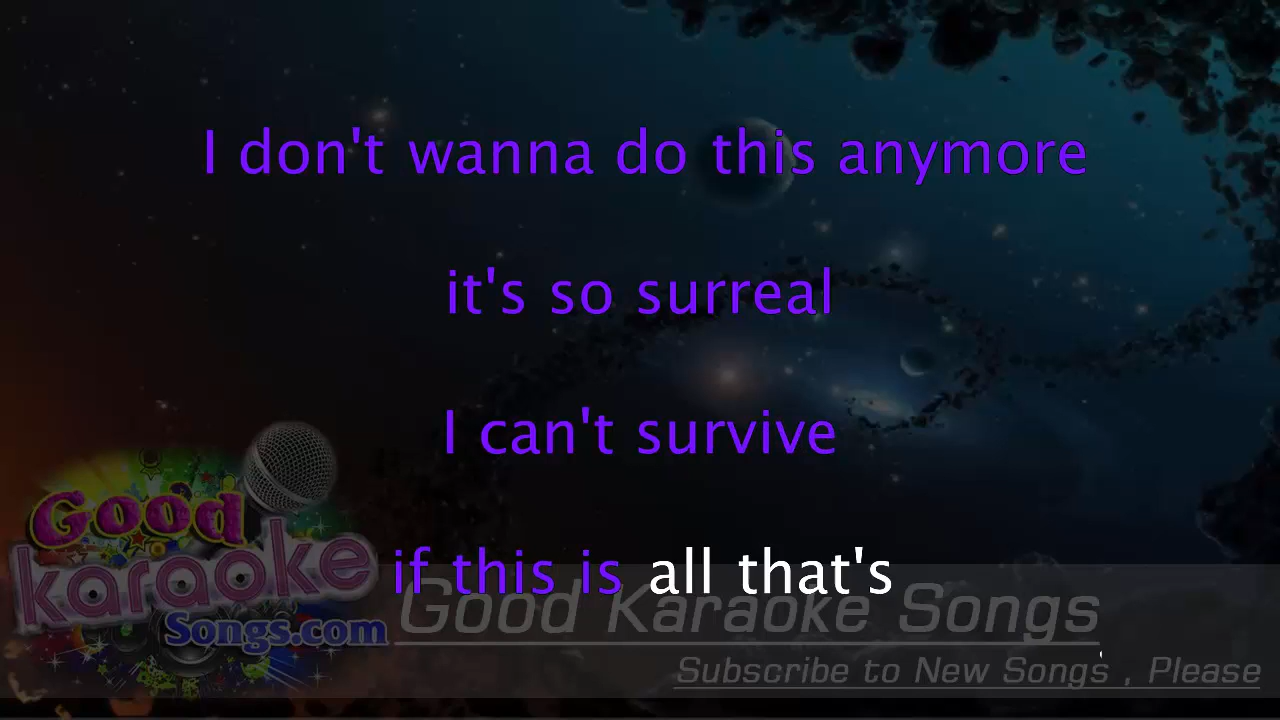 I don't wanna do this anymore
it's so surreal
I can't survive
if this is all that's
Good
karaoke
Songs.com
Good Karaoke Songs
Subscribe to New Songs , Please